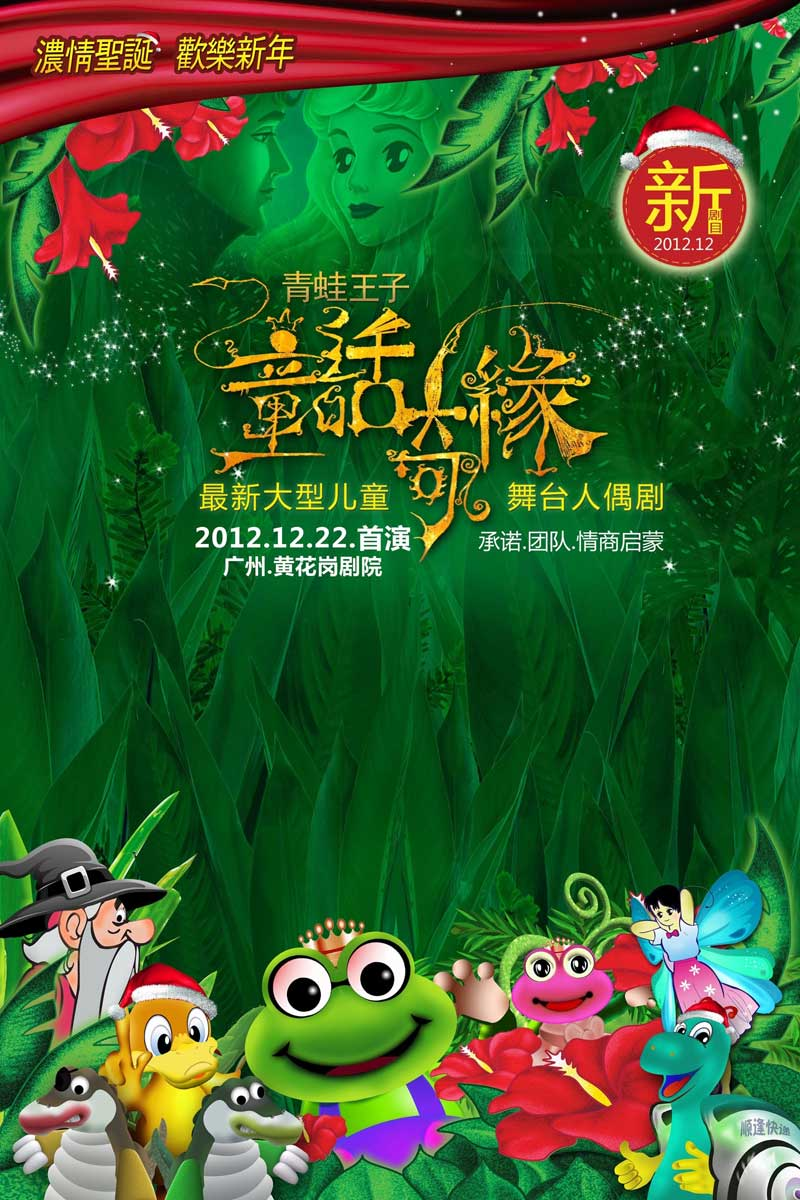 濃情聖誕 歡樂新年
新
剧目
2012.12
青蛙王子
童話奇緣
最新大型儿童 舞台人偶剧
2012.12.22.首演
承诺.团队.情商启蒙
广州.黄花岗剧院
顺逢快递